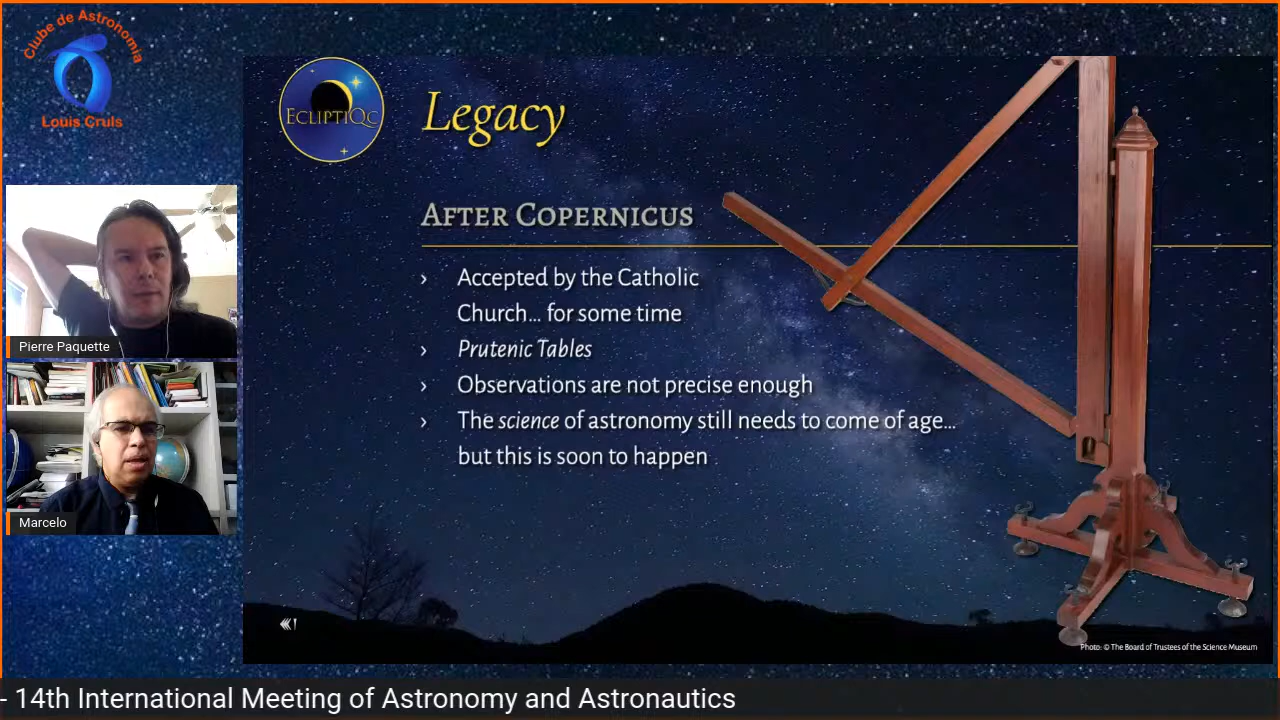 Clube de Astronomia
Louis Cruls
EcliptiQc
Legacy
After Copernicus
› Accepted by the Catholic
Church... for some time
› Prutenic Tables
› Observations are not precise enough
› The science of astronomy still needs to come of age...
but this is soon to happen
Pierre Paquette
Marcelo
Photo: © The Board of Trustees of the Science Museum
- 14th International Meeting of Astronomy and Astronautics